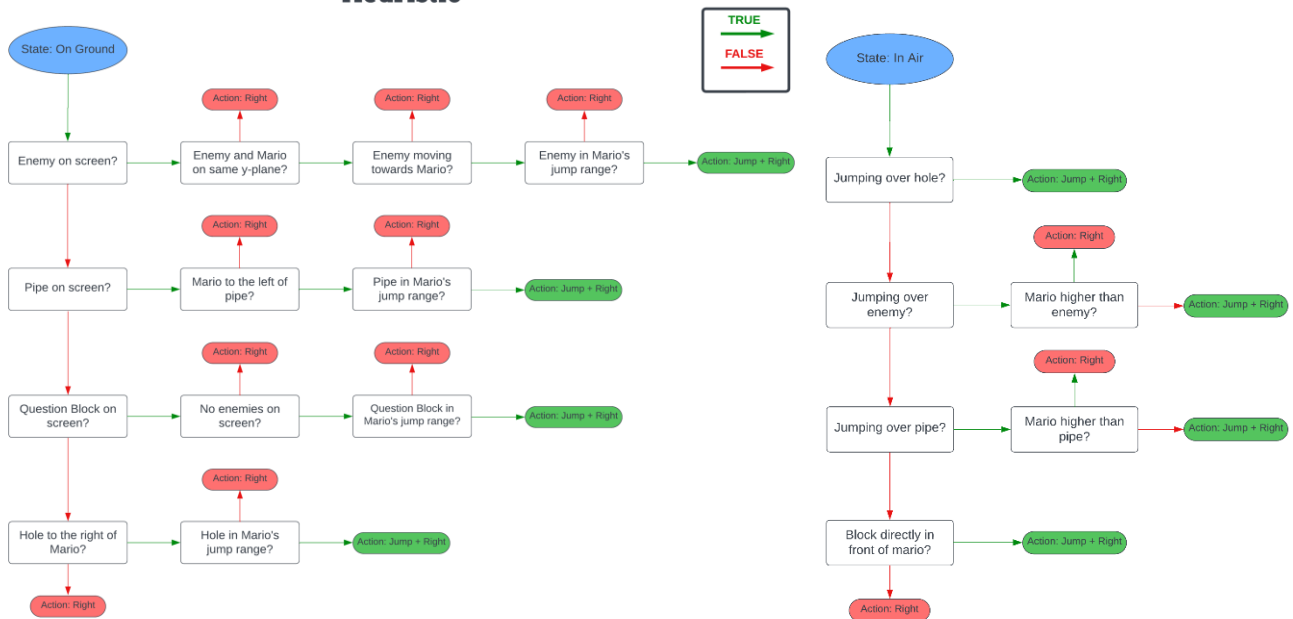 Heuristic
TRUE
FALSE
State: On Ground
Action: Right
Action: Right
Action: Right
Enemy on screen?
Enemy and Mario
on same y-plane?
Enemy moving
towards Mario?
Enemy in Mario's
jump range?
Action: Jump + Right
Action: Right
Action: Right
Pipe on screen?
Mario to the left of
pipe?
Pipe in Mario's
jump range?
Action: Jump + Right
Action: Right
Action: Right
Question Block on
screen?
No enemies on
screen?
Question Block in
Mario's jump range?
Action: Jump + Right
Action: Right
Hole to the right of
Mario?
Hole in Mario's
jump range?
Action: Jump + Right
Action: Right
State: In Air
Jumping over hole?
Action: Jump + Right
Action: Right
Jumping over
enemy?
Mario higher than
enemy?
Action: Jump + Right
Action: Right
Jumping over pipe?
Mario higher than
pipe?
Action: Jump + Right
Block directly in
front of mario?
Action: Jump + Right
Action: Right